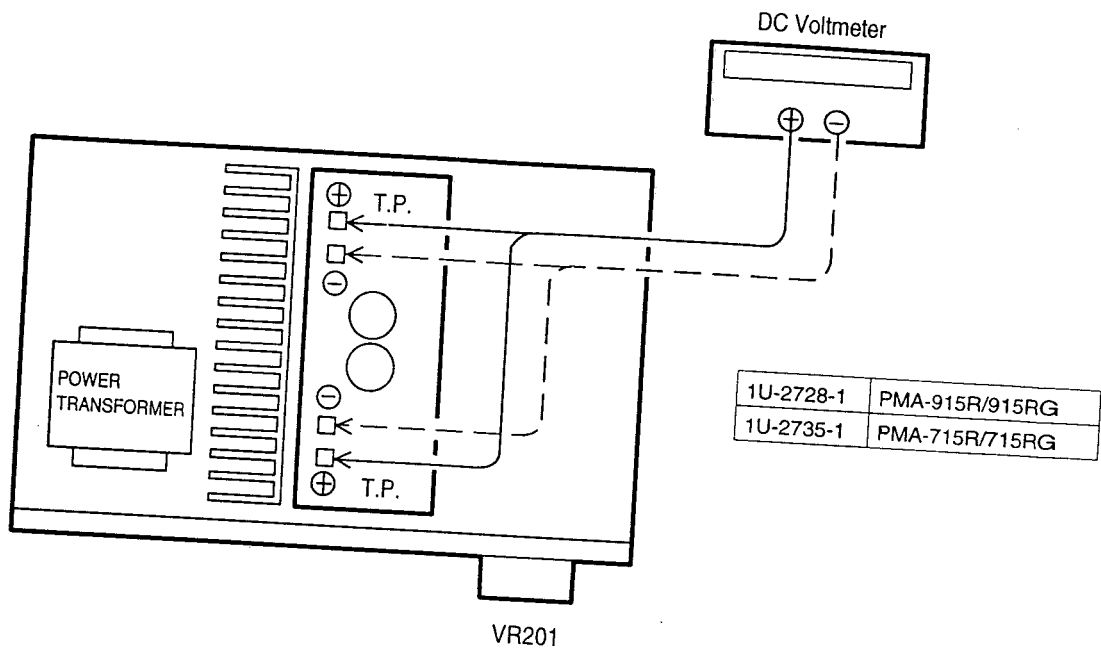 DC Voltmeter
⊕ ⊖
⊕ T.P.
⊖
POWER
TRANSFORMER
⊖
⊕ T.P.
1U-2728-1 PMA-915R/915RG
1U-2735-1 PMA-715R/715RG
VR201